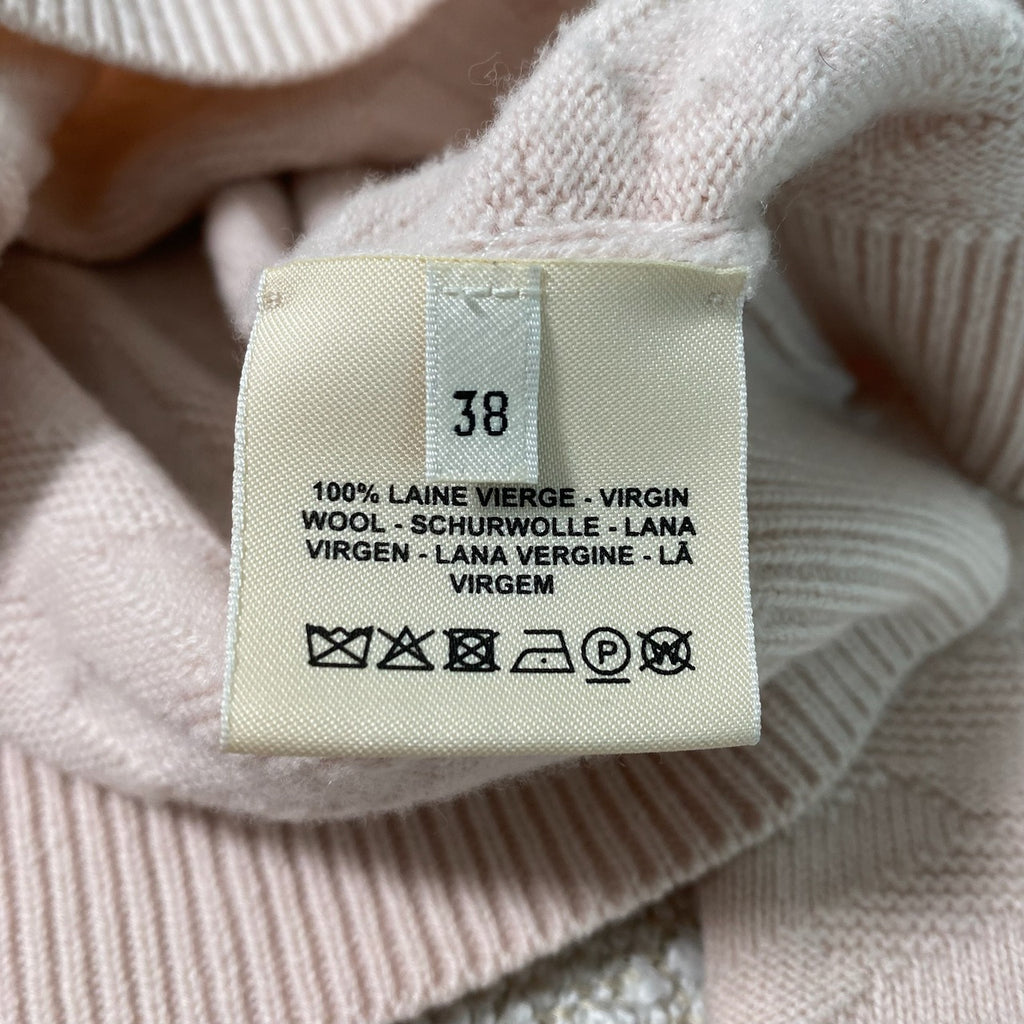 38
100% LAINE VIERGE - VIRGIN
WOOL - SCHURWOLLE - LANA
VIRGEN - LANA VERGINE - LÃ
VIRGEM
P
W